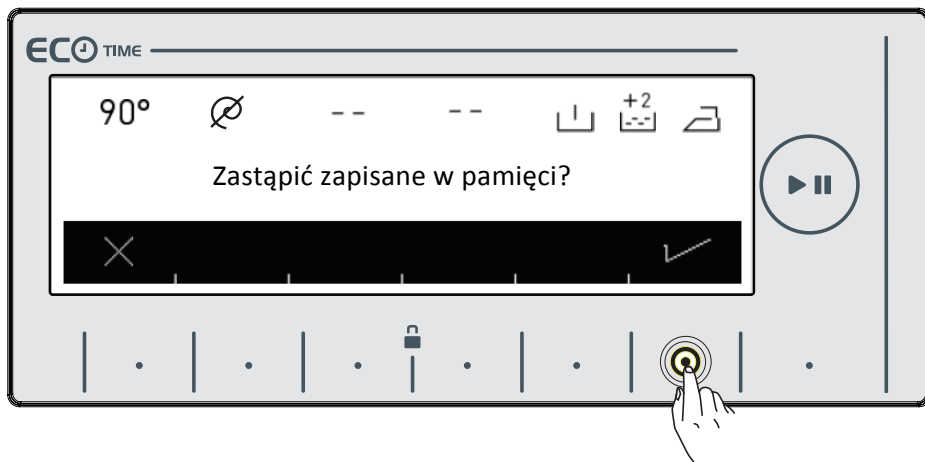 ECO TIME
90° -- -- +2
Zastąpić zapisane w pamięci?